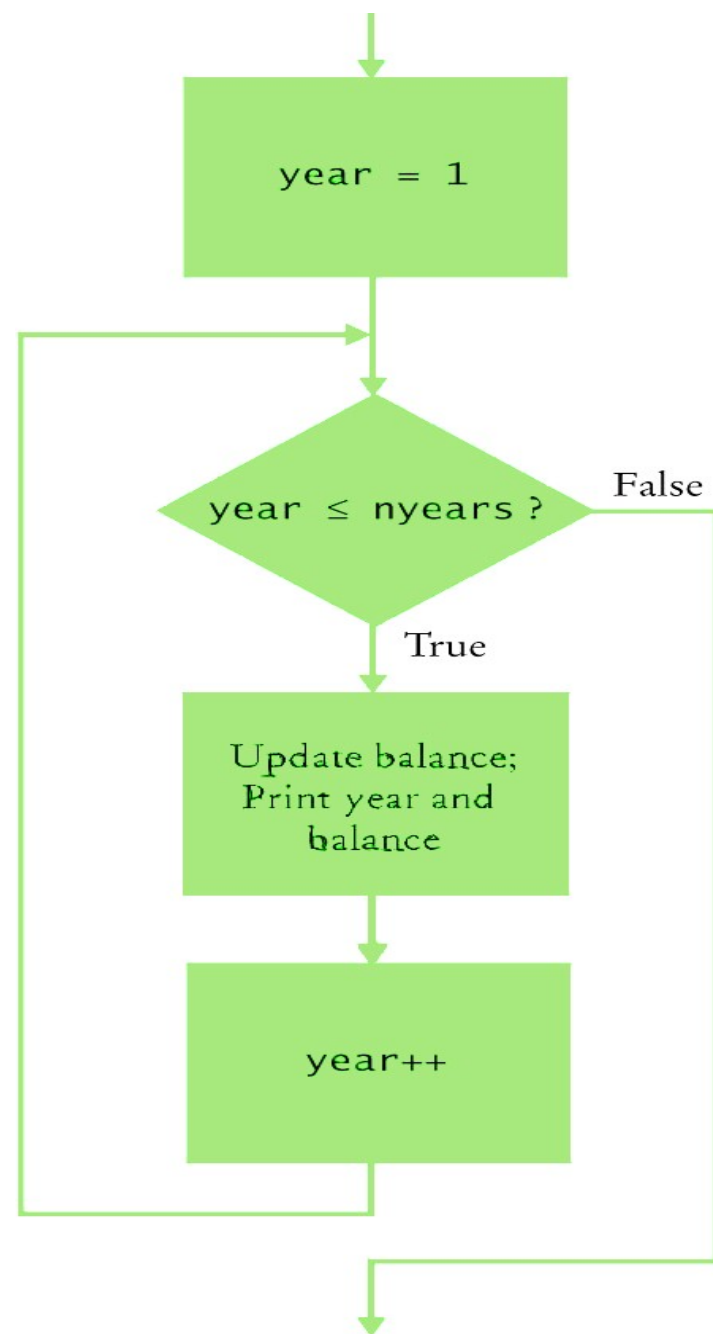 year = 1
year ≤ nyears ?
False
True
Update balance;
Print year and
balance
year++